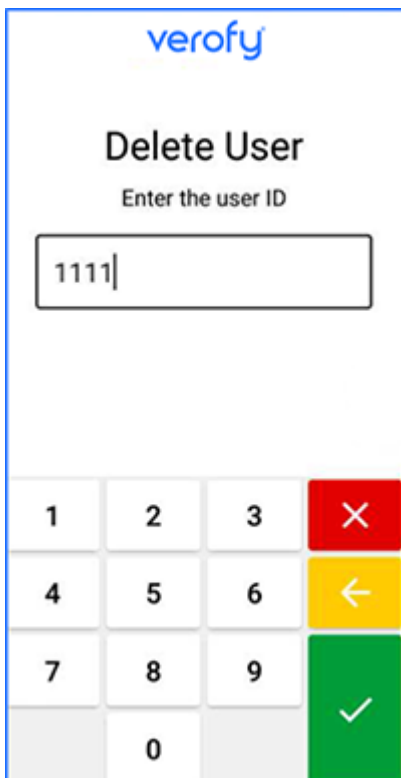 verofy
Delete User
Enter the user ID
1111
1 2 3
4 5 6
7 8 9
0